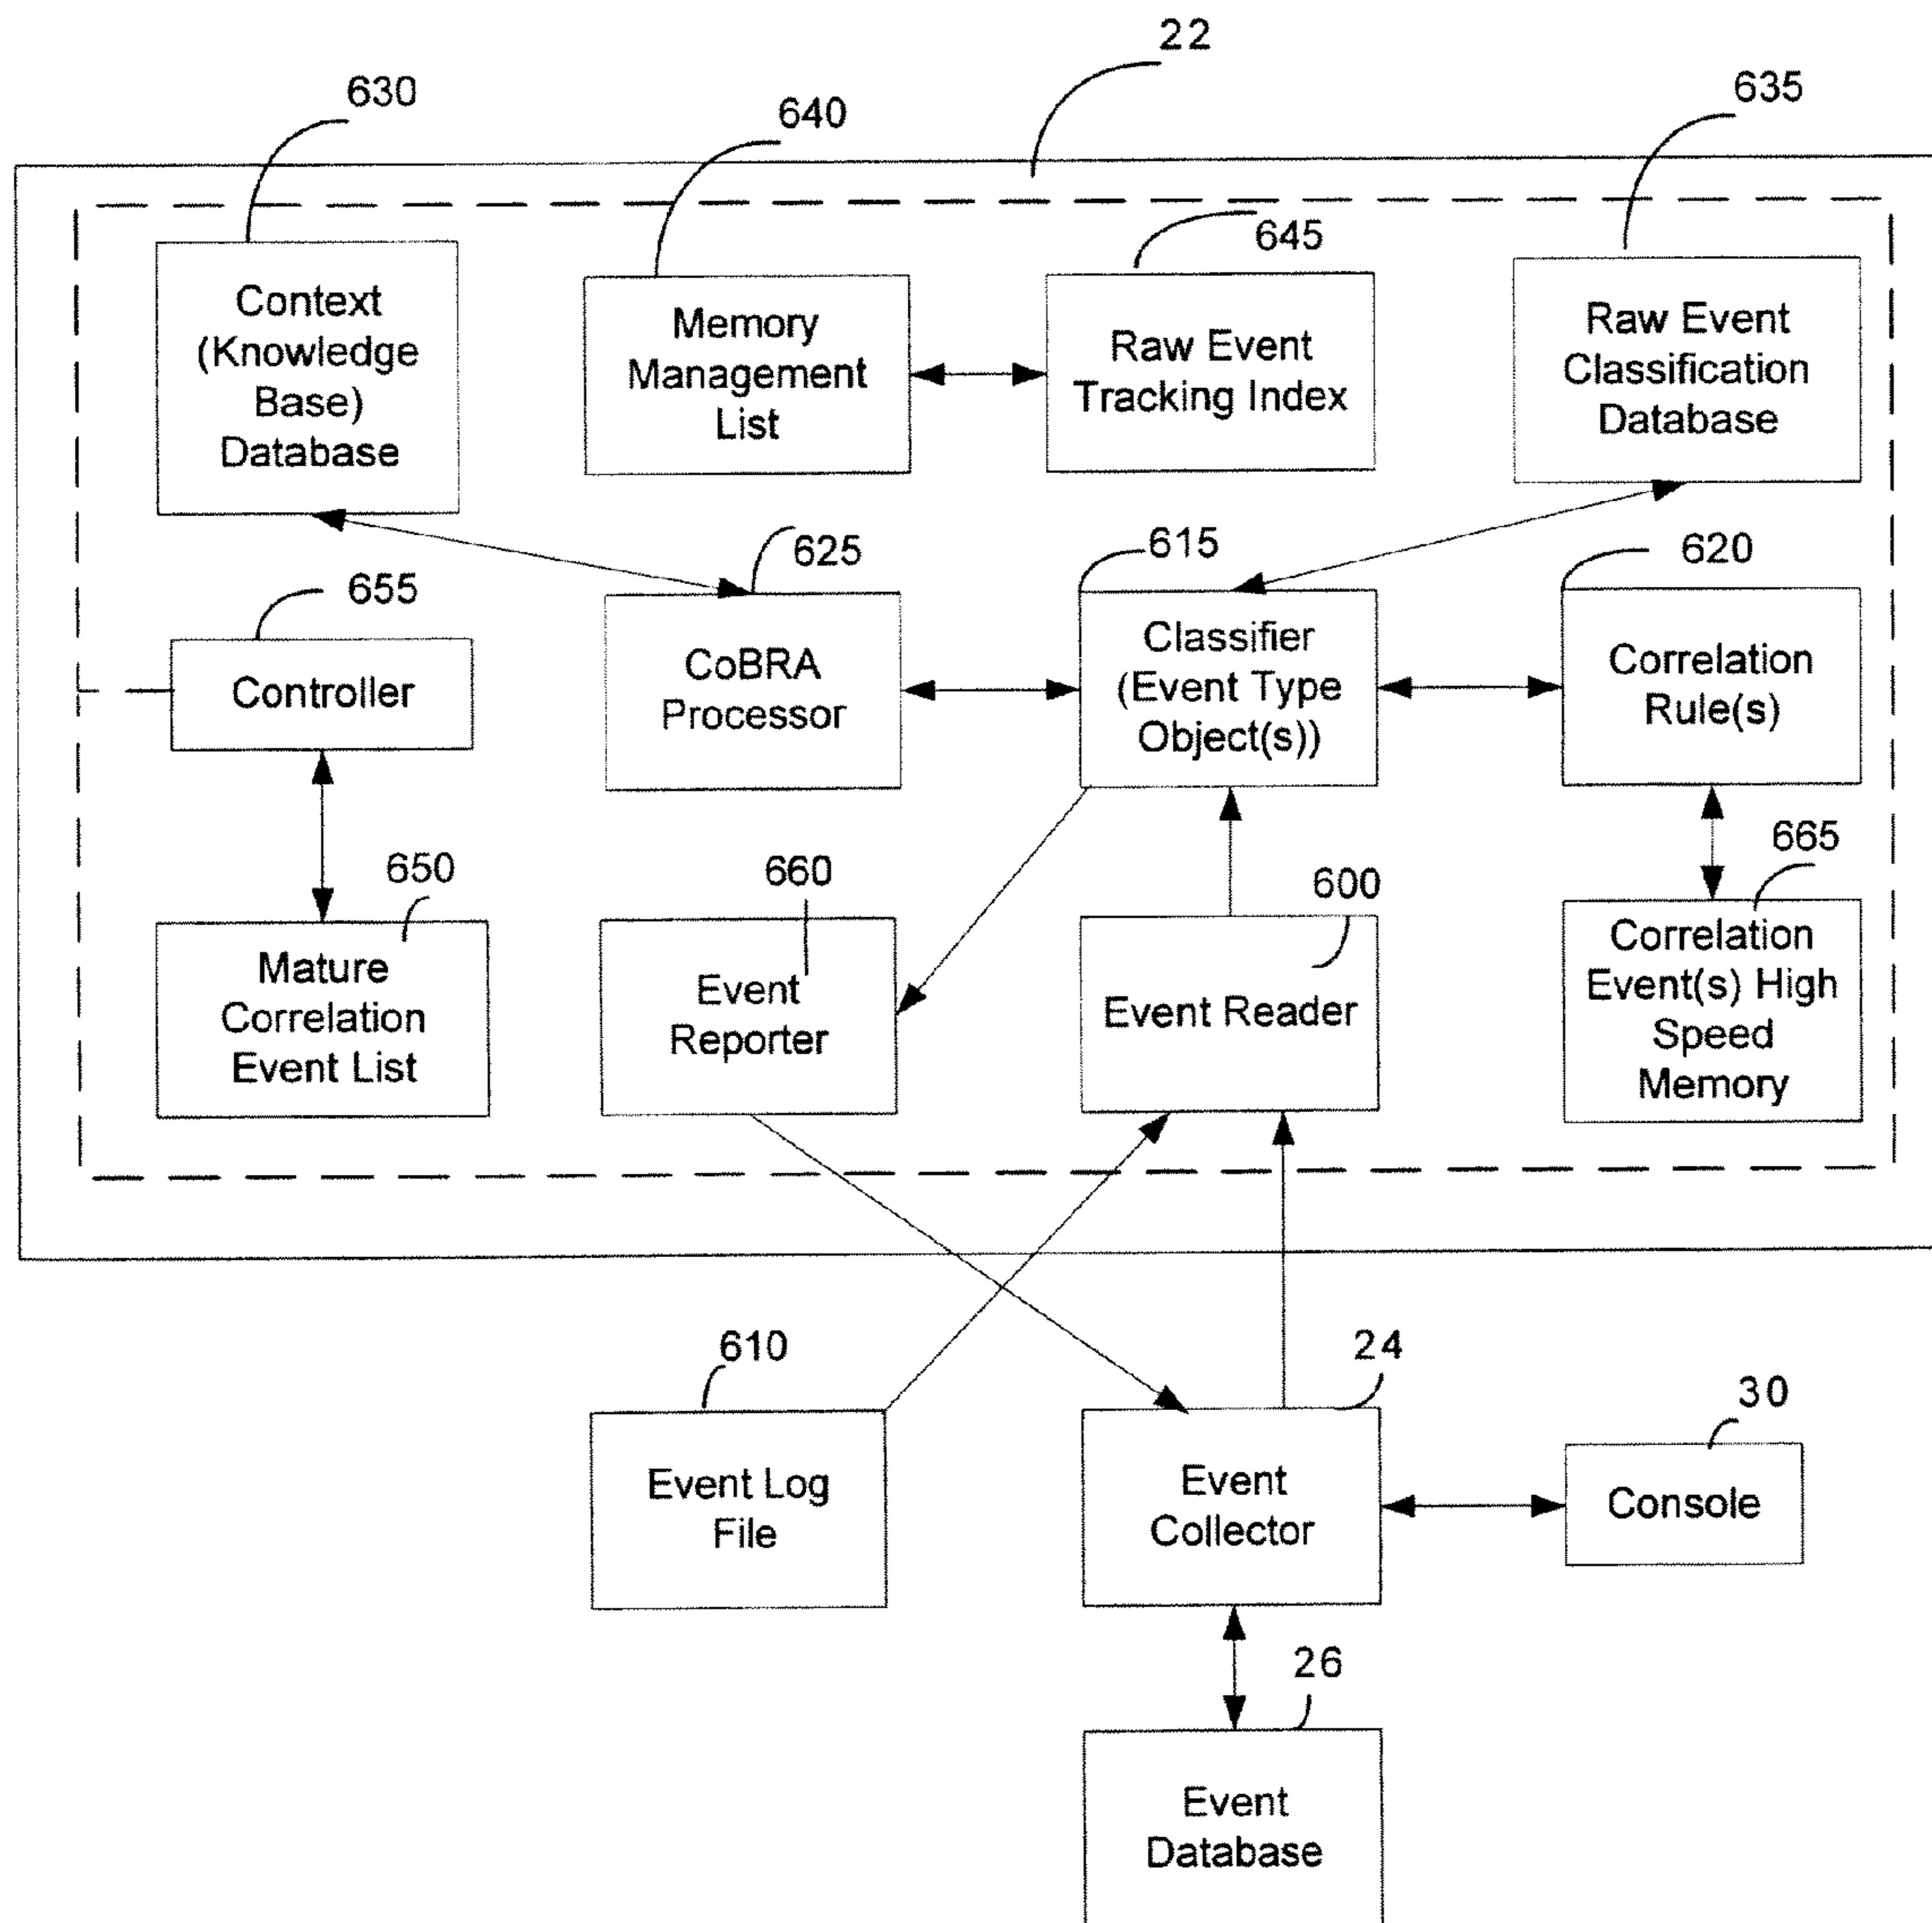 22
630
640
635
645
Context
(Knowledge
Base)
Database
Memory
Management
List
Raw Event
Tracking Index
Raw Event
Classification
Database
625
615
620
655
Controller
CoBRA
Processor
Classifier
(Event Type
Object(s))
Correlation
Rule(s)
650
660
600
665
Mature
Correlation
Event List
Event
Reporter
Event Reader
Correlation
Event(s) High
Speed
Memory
610
24
30
Event Log
File
Event
Collector
Console
26
Event
Database